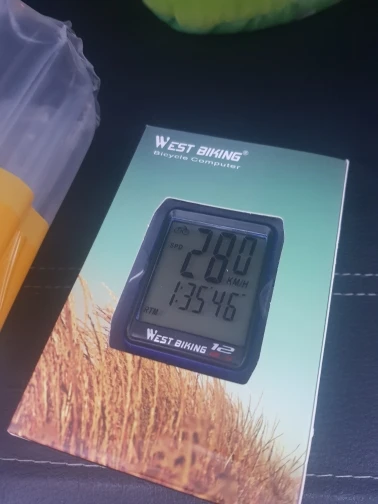 WEST BIKING®
Bicycle Computer
SPD
28.0
KM/H
1:35'46
WEST BIKING 12